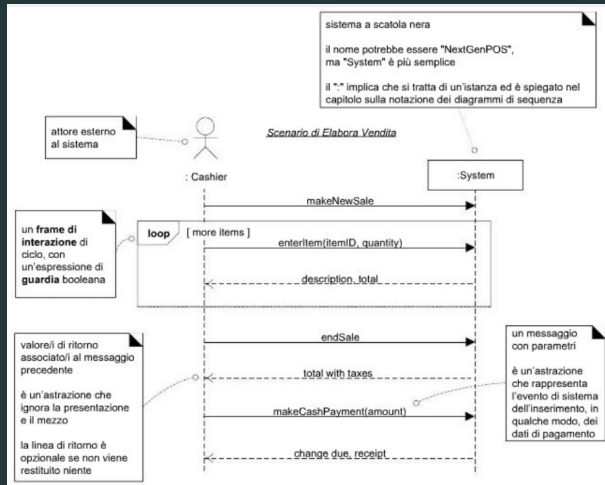 sistema a scatola nera
il nome potrebbe essere "NextGenPOS",
ma "System" è più semplice
il ":" implica che si tratta di un'istanza ed è spiegato nel
capitolo sulla notazione dei diagrammi di sequenza
attore esterno
al sistema
Scenario di Elabora Vendita
: Cashier
:System
makeNewSale
un frame di
interazione di
ciclo, con
un'espressione di
guardia booleana
loop
[ more items ]
enterItem(itemID, quantity)
description, total
endSale
valore/i di ritorno
associato/i al messaggio
precedente
è un'astrazione che
ignora la presentazione
e il mezzo
la linea di ritorno è
opzionale se non viene
restituito niente
total with taxes
makeCashPayment(amount)
change due, receipt
un messaggio
con parametri
è un'astrazione
che rappresenta
l'evento di sistema
dell'inserimento, in
qualche modo, dei
dati di pagamento